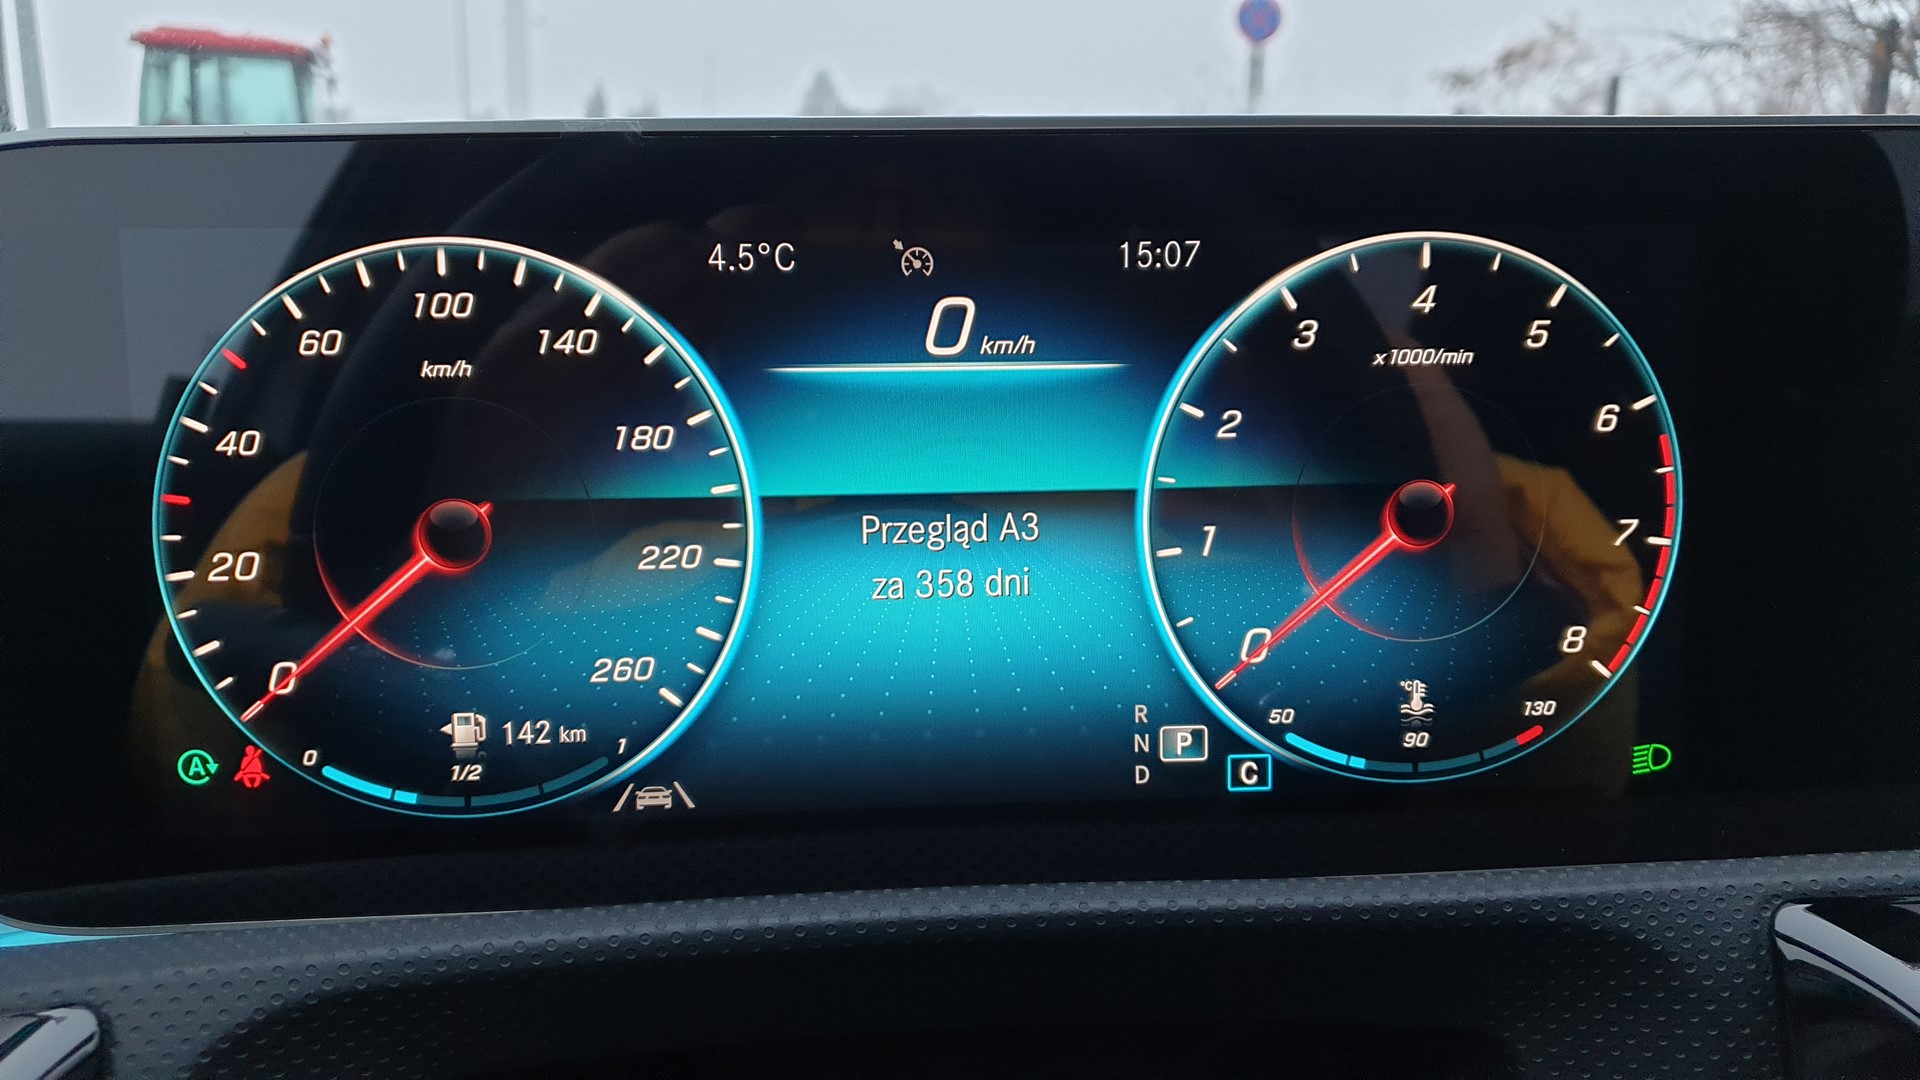 4.5°C
15:07
0 km/h
Przegląd A3
za 358 dni
0
20
40
60
100
140
180
220
260
km/h
142 km
0
1/2
1
0
1
2
3
4
5
6
7
8
x1000/min
R
N
D
P
C
°C
50
90
130
A